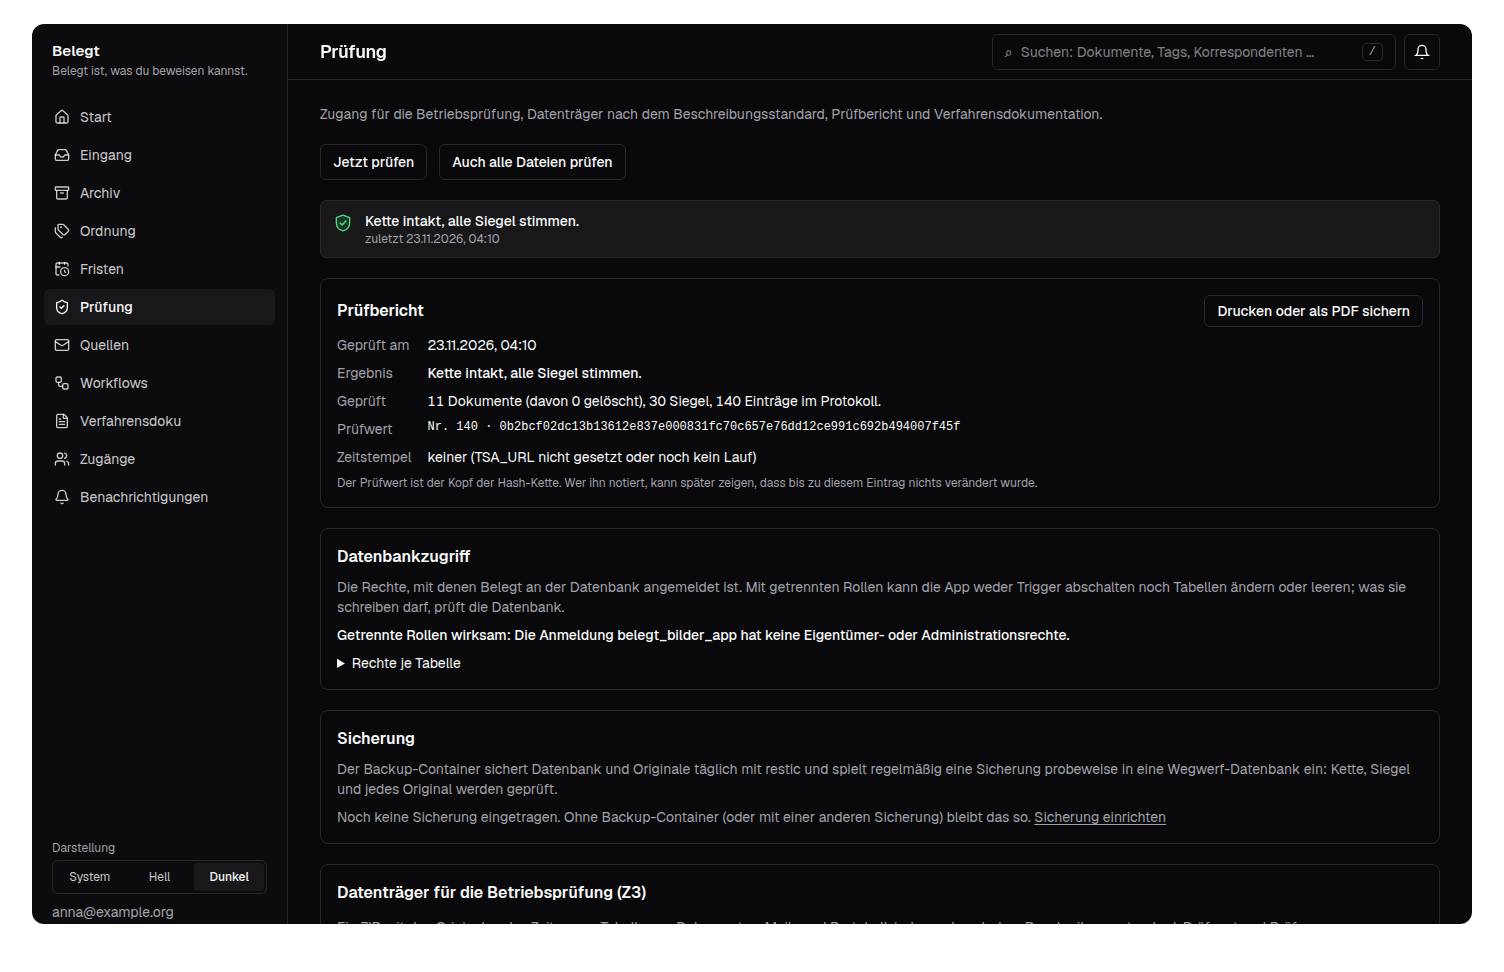 Belegt
Belegt ist, was du beweisen kannst.
Start
Eingang
Archiv
Ordnung
Fristen
Prüfung
Quellen
Workflows
Verfahrensdoku
Zugänge
Benachrichtigungen
Darstellung
System Hell Dunkel
anna@example.org
Prüfung
Suchen: Dokumente, Tags, Korrespondenten ... /
Zugang für die Betriebsprüfung, Datenträger nach dem Beschreibungsstandard, Prüfbericht und Verfahrensdokumentation.
Jetzt prüfen Auch alle Dateien prüfen
Kette intakt, alle Siegel stimmen.
zuletzt 23.11.2026, 04:10
Prüfbericht Drucken oder als PDF sichern
Geprüft am 23.11.2026, 04:10
Ergebnis Kette intakt, alle Siegel stimmen.
Geprüft 11 Dokumente (davon 0 gelöscht), 30 Siegel, 140 Einträge im Protokoll.
Prüfwert Nr. 140 · 0b2bcf02dc13b13612e837e000831fc70c657e76dd12ce991c692b494007f45f
Zeitstempel keiner (TSA_URL nicht gesetzt oder noch kein Lauf)
Der Prüfwert ist der Kopf der Hash-Kette. Wer ihn notiert, kann später zeigen, dass bis zu diesem Eintrag nichts verändert wurde.
Datenbankzugriff
Die Rechte, mit denen Belegt an der Datenbank angemeldet ist. Mit getrennten Rollen kann die App weder Trigger abschalten noch Tabellen ändern oder leeren; was sie
schreiben darf, prüft die Datenbank.
Getrennte Rollen wirksam: Die Anmeldung belegt_bilder_app hat keine Eigentümer- oder Administrationsrechte.
Rechte je Tabelle
Sicherung
Der Backup-Container sichert Datenbank und Originale täglich mit restic und spielt regelmäßig eine Sicherung probeweise in eine Wegwerf-Datenbank ein: Kette, Siegel
und jedes Original werden geprüft.
Noch keine Sicherung eingetragen. Ohne Backup-Container (oder mit einer anderen Sicherung) bleibt das so. Sicherung einrichten
Datenträger für die Betriebsprüfung (Z3)